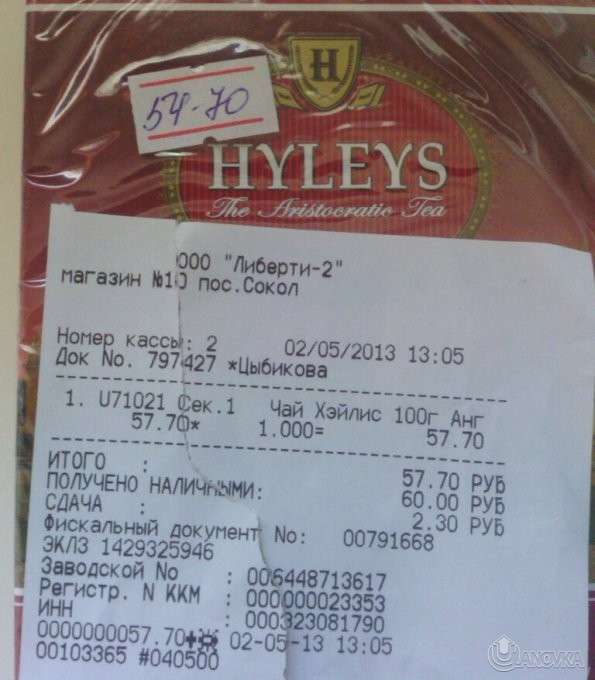 H
54-70
HYLEYS
The Aristocratic Tea
ООО "Либерти-2"
магазин №10 пос.Сокол
Номер кассы: 2 02/05/2013 13:05
Док No. 797427 *Цыбикова
1. U71021 Сек.1 Чай Хэйлис 100г Анг
57.70* 1.000= 57.70
ИТОГО : 57.70 РУБ
ПОЛУЧЕНО НАЛИЧНЫМИ: 60.00 РУБ
СДАЧА : 2.30 РУБ
Фискальный документ No: 00791668
ЭКЛЗ 1429325946
Заводской No : 006448713617
Регистр. N ККМ : 000000023353
ИНН : 000323081790
0000000057.70 02-05-13 13:05
00103365 #040500
ULANOVKA